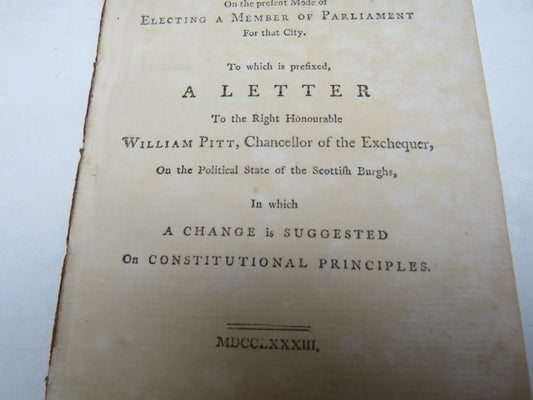 On the preſent Mode of
ELECTING A MEMBER OF PARLIAMENT
For that City.
To which is prefixed,
A LETTER
To the Right Honourable
WILLIAM PITT, Chancellor of the Exchequer,
On the Political State of the Scottiſh Burghs,
In which
A CHANGE is SUGGESTED
On CONSTITUTIONAL PRINCIPLES.
MDCCLXXXIII.